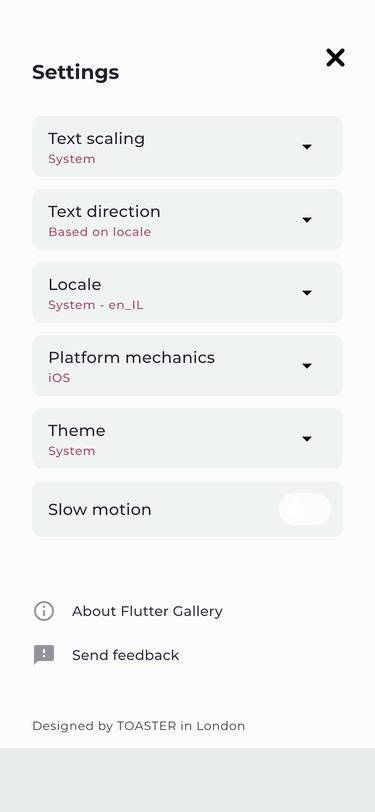 Settings
Text scaling
System
Text direction
Based on locale
Locale
System - en_IL
Platform mechanics
iOS
Theme
System
Slow motion
About Flutter Gallery
Send feedback
Designed by TOASTER in London